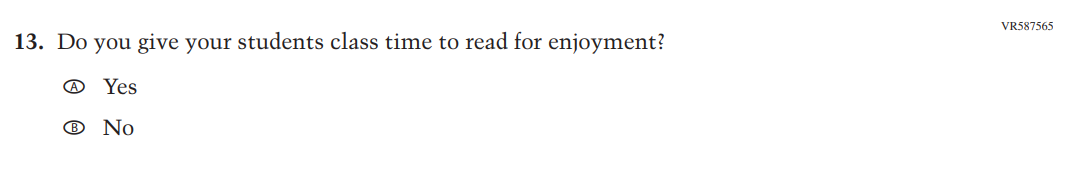 VR587565
13. Do you give your students class time to read for enjoyment?
A Yes
B No